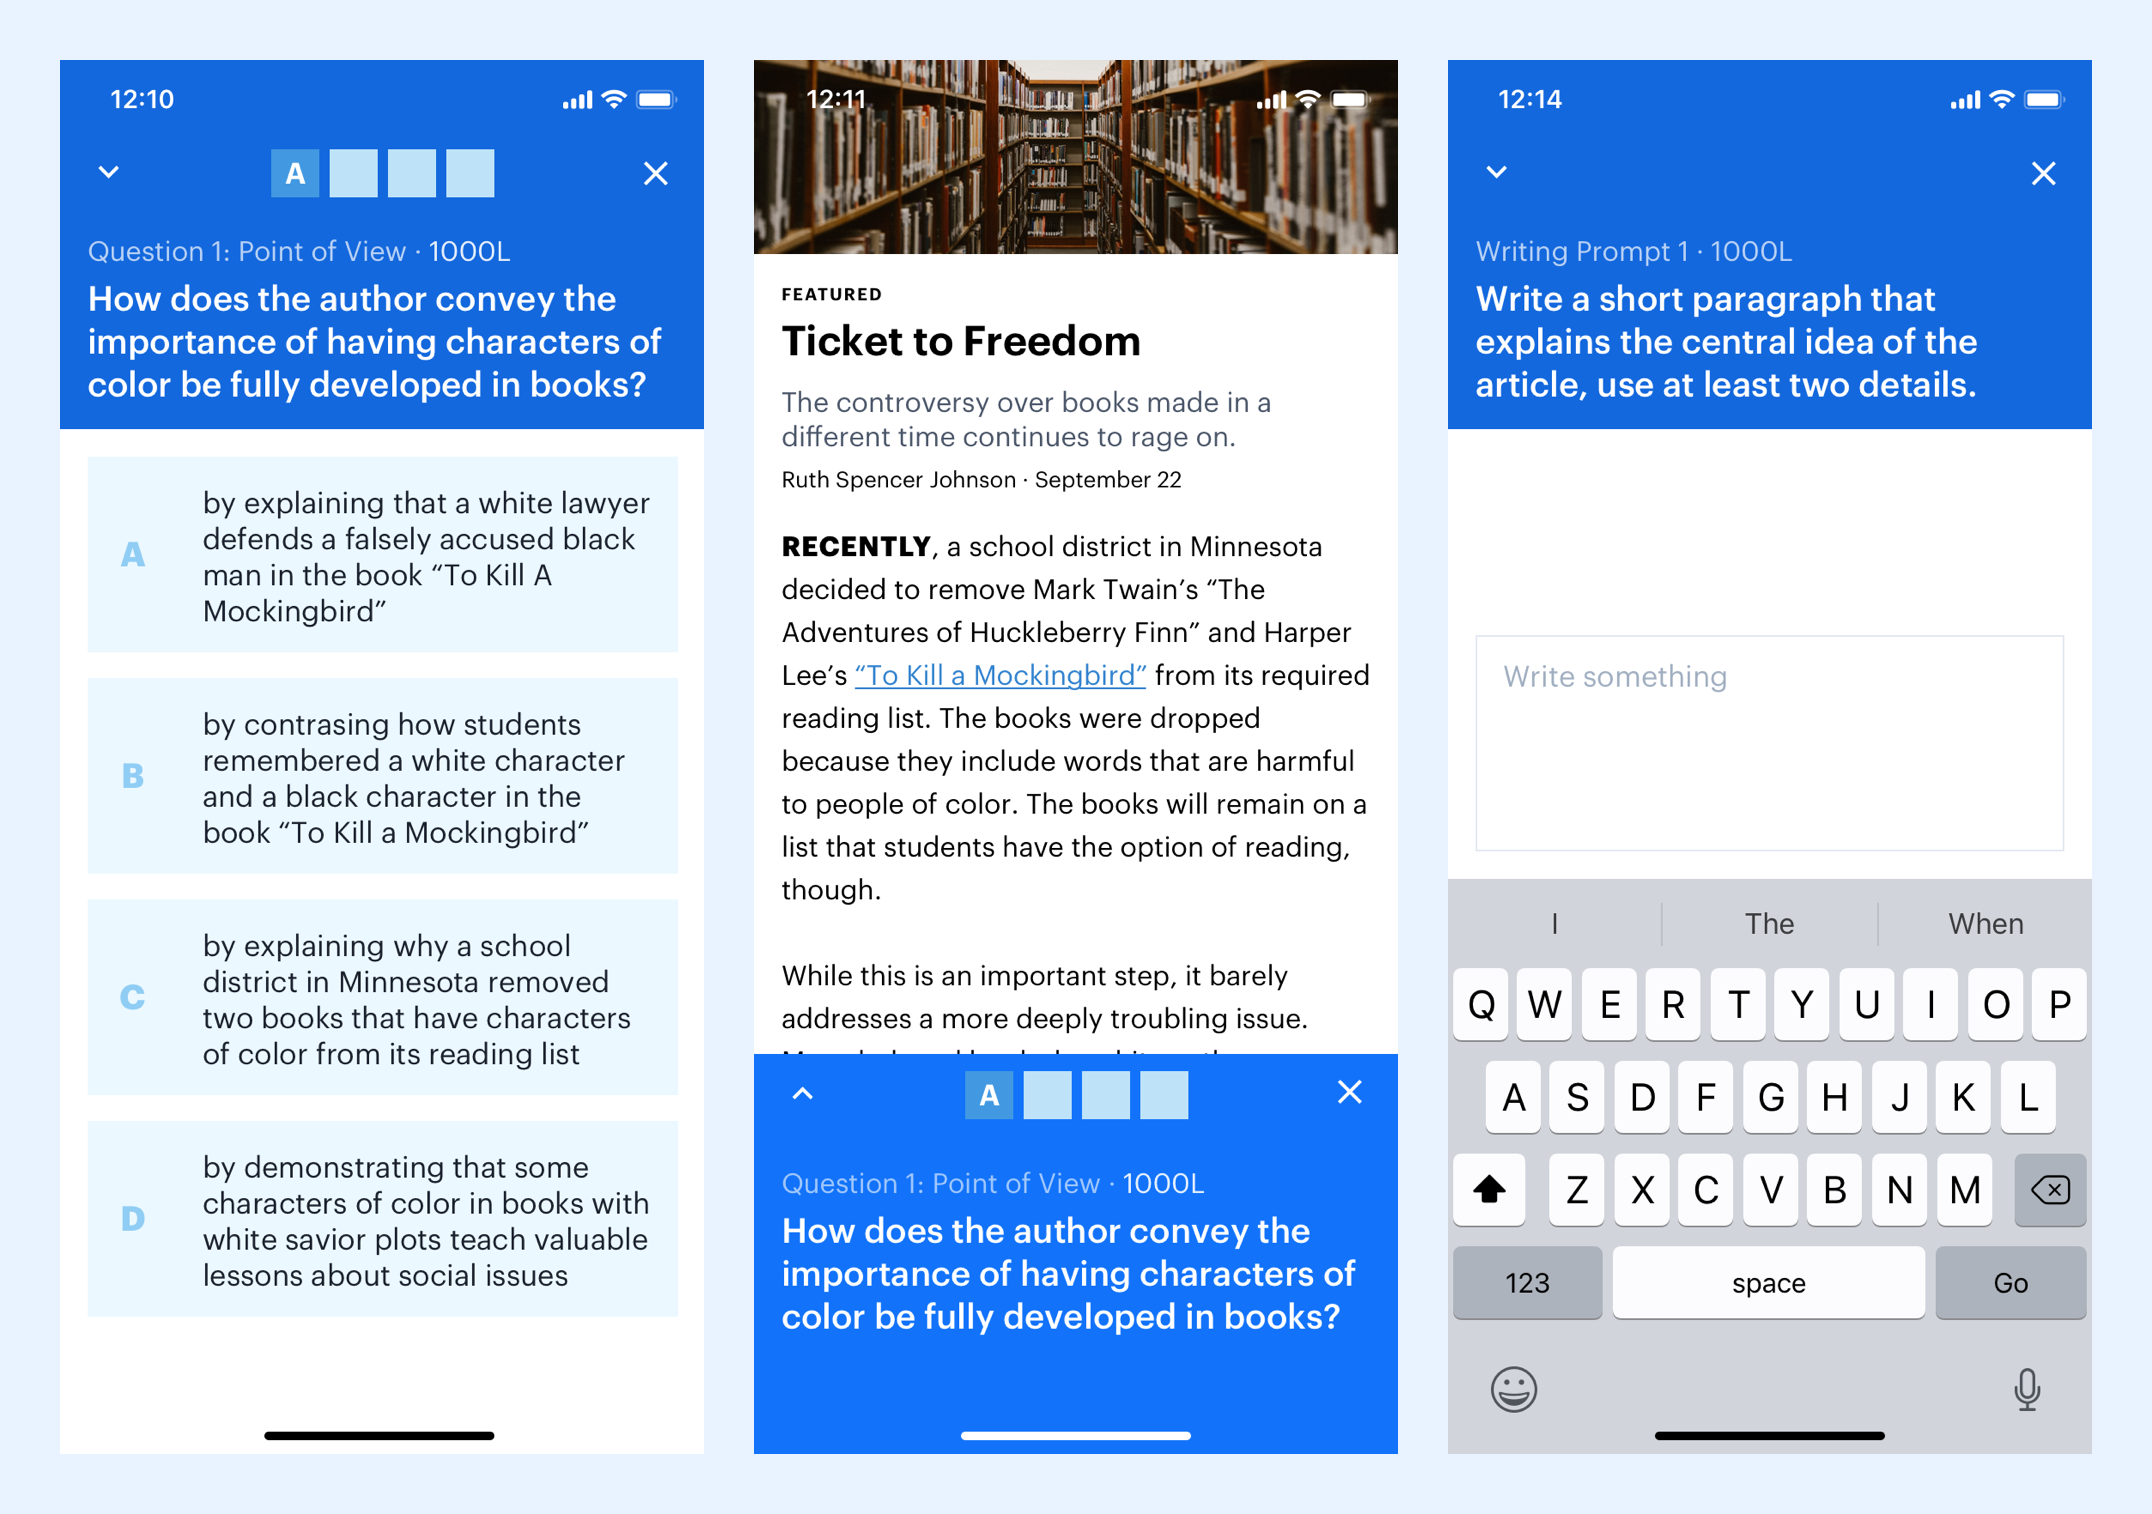 12:10
A
Question 1: Point of View · 1000L
How does the author convey the
importance of having characters of
color be fully developed in books?
A
by explaining that a white lawyer
defends a falsely accused black
man in the book “To Kill A
Mockingbird”
B
by contrasing how students
remembered a white character
and a black character in the
book “To Kill a Mockingbird”
C
by explaining why a school
district in Minnesota removed
two books that have characters
of color from its reading list
D
by demonstrating that some
characters of color in books with
white savior plots teach valuable
lessons about social issues
12:11
FEATURED
Ticket to Freedom
The controversy over books made in a
different time continues to rage on.
Ruth Spencer Johnson · September 22
RECENTLY, a school district in Minnesota
decided to remove Mark Twain’s “The
Adventures of Huckleberry Finn” and Harper
Lee’s “To Kill a Mockingbird” from its required
reading list. The books were dropped
because they include words that are harmful
to people of color. The books will remain on a
list that students have the option of reading,
though.
While this is an important step, it barely
addresses a more deeply troubling issue.
A
Question 1: Point of View · 1000L
How does the author convey the
importance of having characters of
color be fully developed in books?
12:14
Writing Prompt 1 · 1000L
Write a short paragraph that
explains the central idea of the
article, use at least two details.
Write something
I The When
Q W E R T Y U I O P
A S D F G H J K L
Z X C V B N M
123 space Go